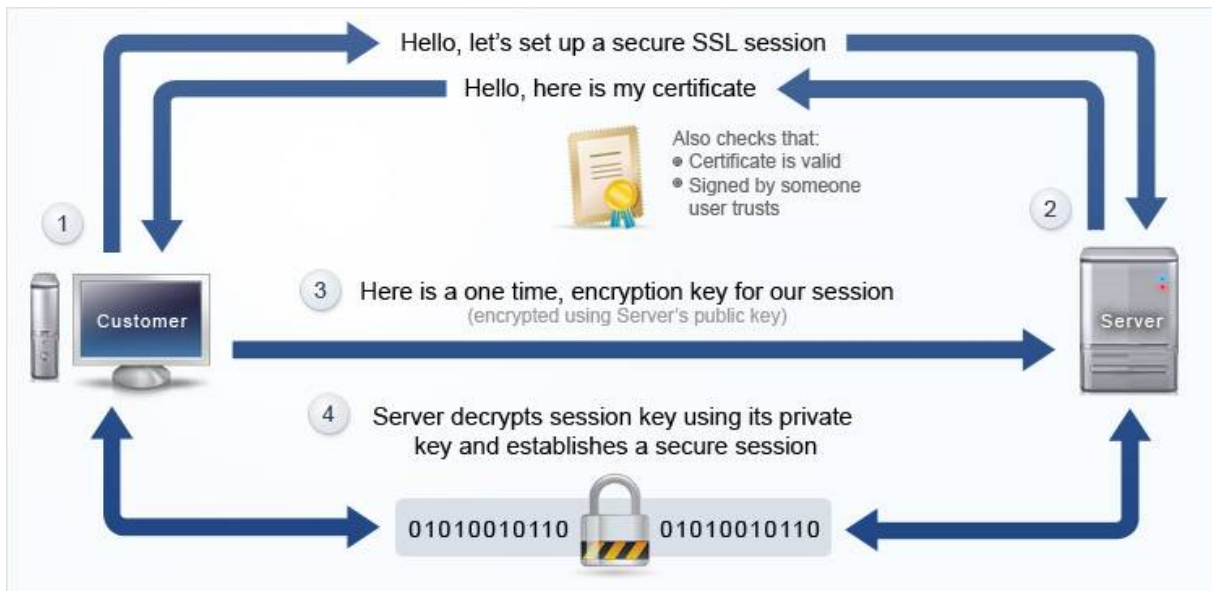 Hello, let's set up a secure SSL session
Hello, here is my certificate
Also checks that:
• Certificate is valid
• Signed by someone
user trusts
1
2
3
Here is a one time, encryption key for our session
(encrypted using Server's public key)
Customer
Server
4
Server decrypts session key using its private
key and establishes a secure session
01010010110
01010010110